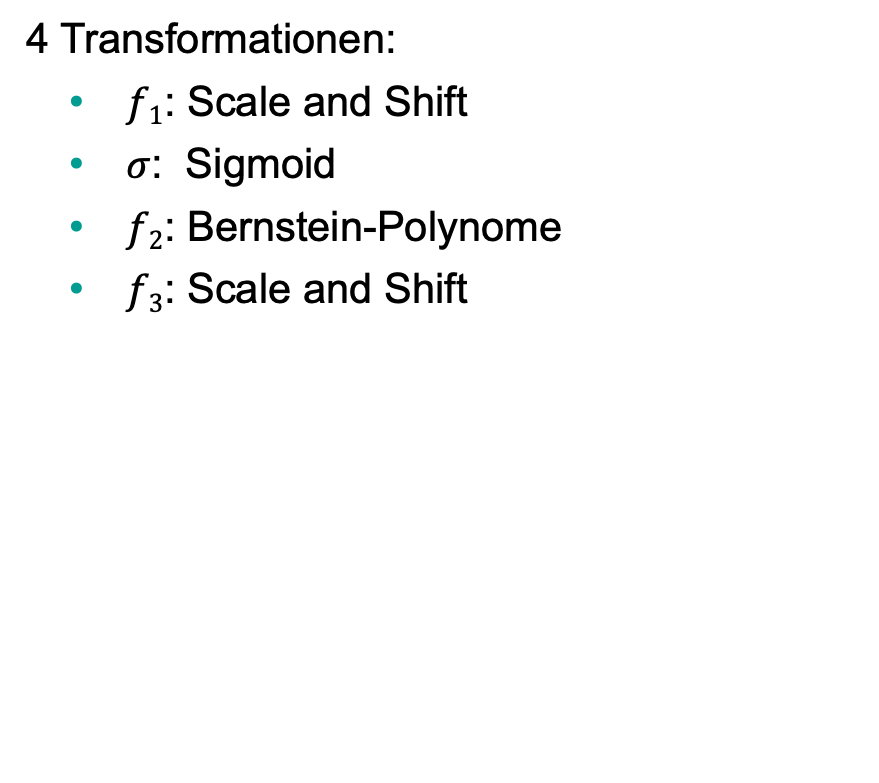 4 Transformationen:
• f₁: Scale and Shift
• σ: Sigmoid
• f₂: Bernstein-Polynome
• f₃: Scale and Shift